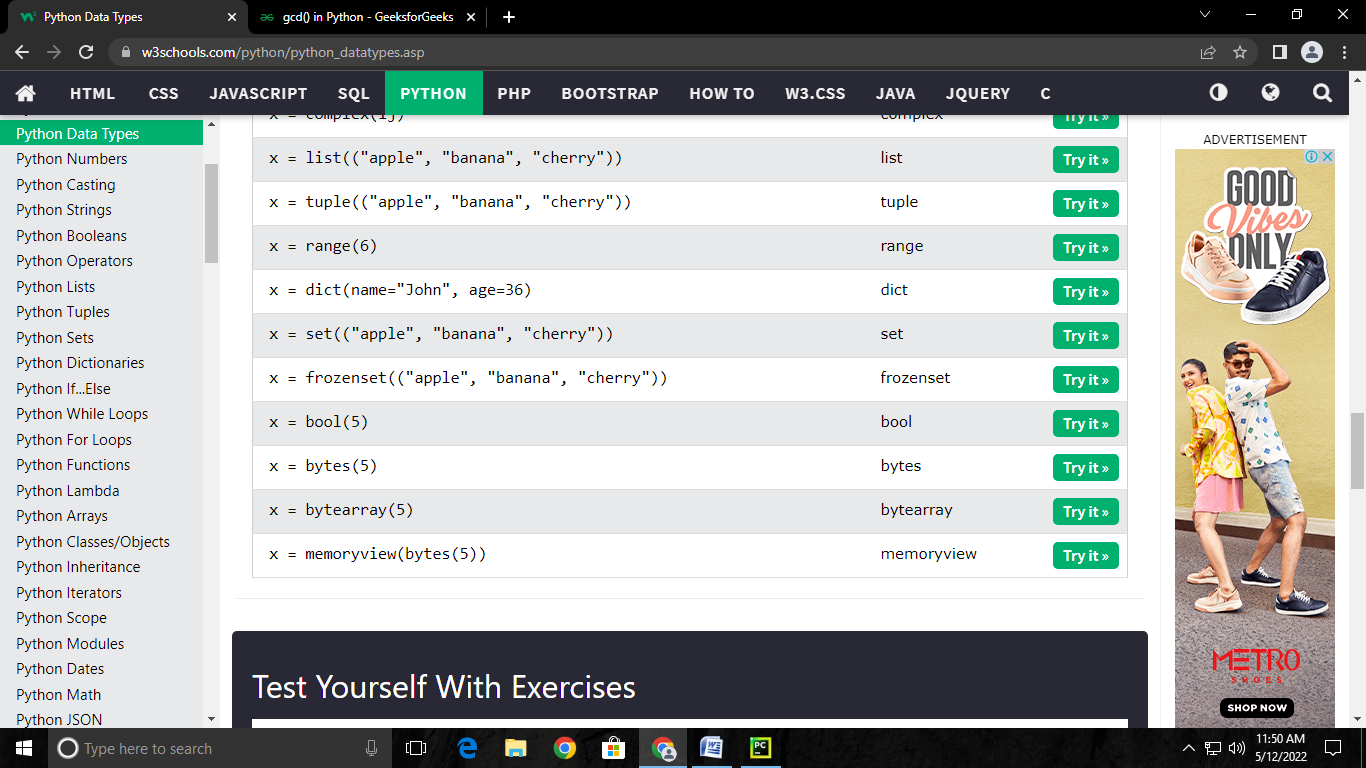 Python Data Types
gcd() in Python - GeeksforGeeks
w3schools.com/python/python_datatypes.asp
HTML CSS JAVASCRIPT SQL PYTHON PHP BOOTSTRAP HOW TO W3.CSS JAVA JQUERY C
Python Data Types
Python Numbers
Python Casting
Python Strings
Python Booleans
Python Operators
Python Lists
Python Tuples
Python Sets
Python Dictionaries
Python If...Else
Python While Loops
Python For Loops
Python Functions
Python Lambda
Python Arrays
Python Classes/Objects
Python Inheritance
Python Iterators
Python Scope
Python Modules
Python Dates
Python Math
Python JSON
x = complex(1j) complex Try it »
x = list(("apple", "banana", "cherry")) list Try it »
x = tuple(("apple", "banana", "cherry")) tuple Try it »
x = range(6) range Try it »
x = dict(name="John", age=36) dict Try it »
x = set(("apple", "banana", "cherry")) set Try it »
x = frozenset(("apple", "banana", "cherry")) frozenset Try it »
x = bool(5) bool Try it »
x = bytes(5) bytes Try it »
x = bytearray(5) bytearray Try it »
x = memoryview(bytes(5)) memoryview Try it »
Test Yourself With Exercises
ADVERTISEMENT
GOOD
Vibes
ONLY
METRO
SHOES
SHOP NOW
Type here to search
11:50 AM
5/12/2022